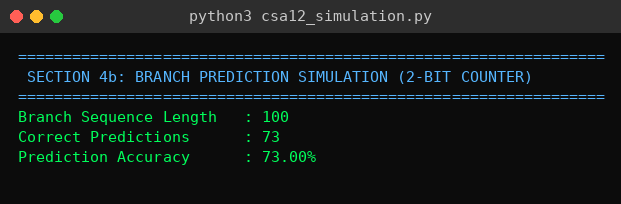 python3 csa12_simulation.py
=================================================================
SECTION 4b: BRANCH PREDICTION SIMULATION (2-BIT COUNTER)
=================================================================
Branch Sequence Length   : 100
Correct Predictions      : 73
Prediction Accuracy      : 73.00%